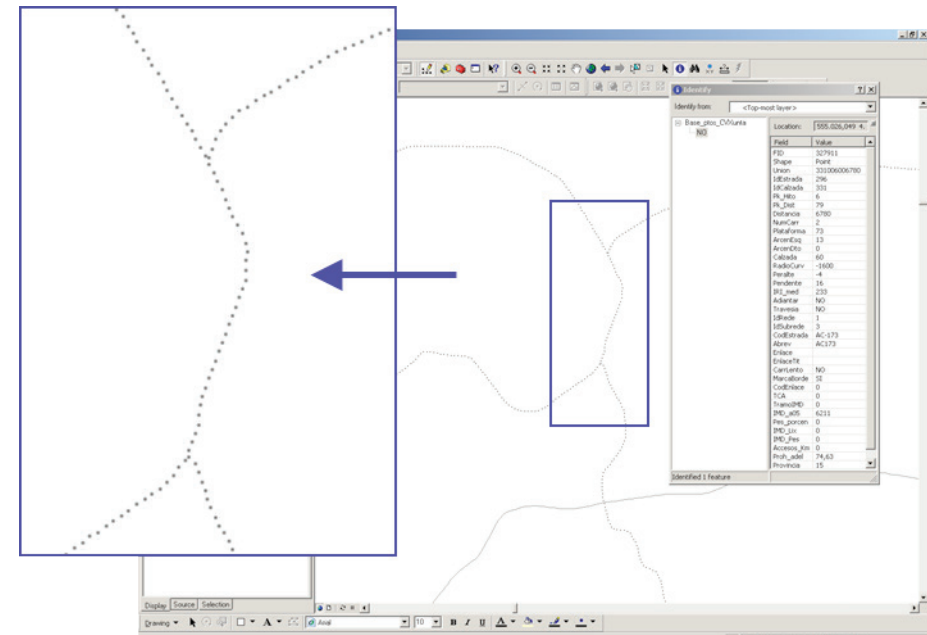 Identify
Identify from:
<Top-most layer>
Base_ptos_CVXunta
NO
Location:
555.026,049 4.
Field Value
FID 327911
Shape Point
Union 331006006780
IdEstrada 296
IdCalzada 331
Pk_Hito 6
Pk_Dist 79
Distancia 6780
NumCarr 2
Plataforma 73
ArcenEsq 13
ArcenDto 0
Calzada 60
RadioCurv -1600
Peralte -4
Pendente 16
IRI_med 233
Adiantar NO
Travesia NO
IdRede 1
IdSubrede 3
CodEstrada AC-173
Abrev AC173
Enlace
EnlaceTit
CarrLento NO
MarcaBorde SI
CodEnlace 0
TCA 0
TramoIMD 0
IMD_a05 6211
Pes_porcen 0
IMD_Lix 0
IMD_Pes 0
Accesos_Km 0
Proh_adel 74,63
Provincia 15
Identified 1 feature
Display Source Selection
Drawing
A
Arial
10
B I U A